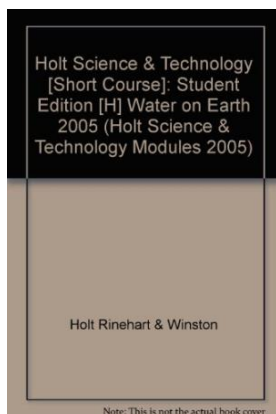 Holt Science & Technology
[Short Course]: Student
Edition [H] Water on Earth
2005 (Holt Science &
Technology Modules 2005)
Holt Rinehart & Winston
Note: This is not the actual book cover